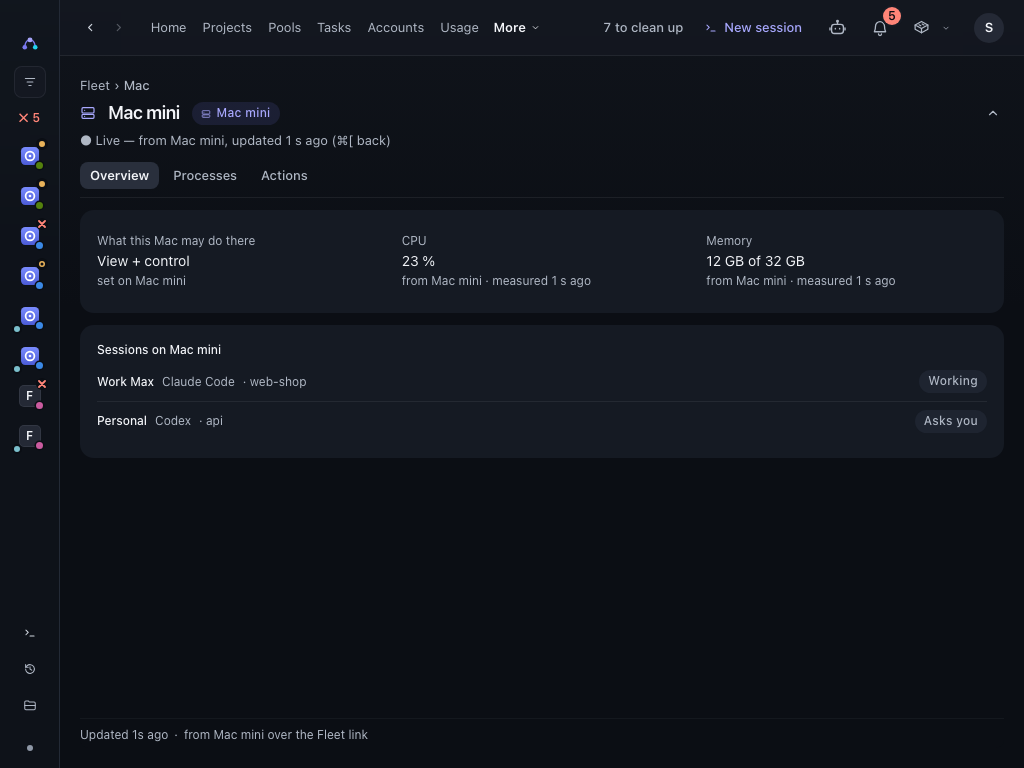 Home Projects Pools Tasks Accounts Usage More 7 to clean up New session 5 S
5
F
F
Fleet › Mac
Mac mini Mac mini
Live — from Mac mini, updated 1 s ago (⌘[ back)
Overview Processes Actions
What this Mac may do there CPU Memory
View + control 23 % 12 GB of 32 GB
set on Mac mini from Mac mini · measured 1 s ago from Mac mini · measured 1 s ago
Sessions on Mac mini
Work Max Claude Code · web-shop Working
Personal Codex · api Asks you
Updated 1s ago · from Mac mini over the Fleet link